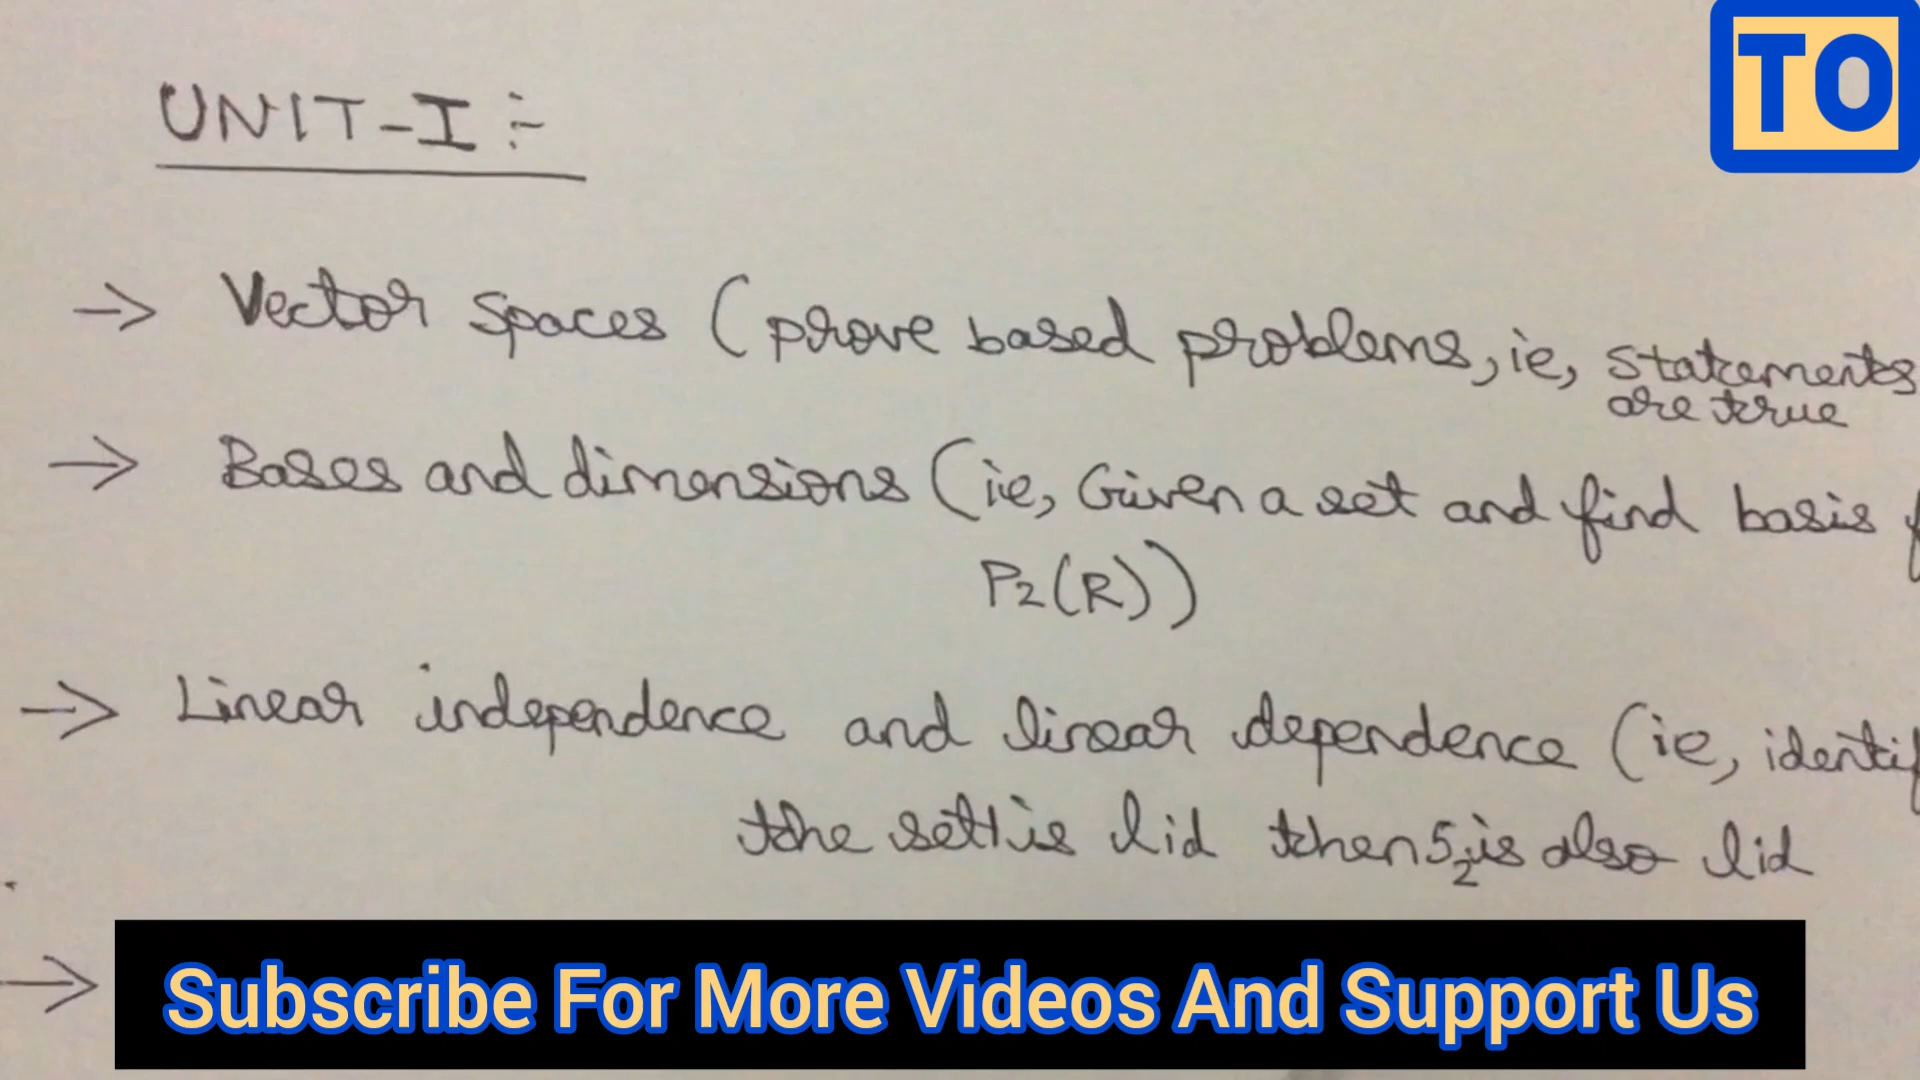 TO
UNIT-I :-
→ Vector spaces (prove based problems, ie, statements
are true
→ Bases and dimensions (ie, Given a set and find basis
P2(R))
→ Linear independence and linear dependence (ie, identif
the set1 is lid then S2 is also lid
→
Subscribe For More Videos And Support Us